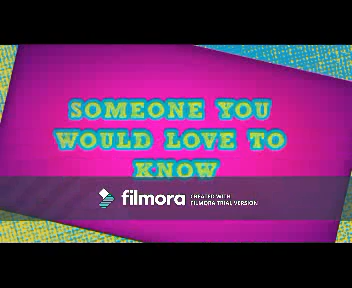 SOMEONE YOU
WOULD LOVE TO
KNOW
filmora
CREATED WITH
FILMORA TRIAL VERSION